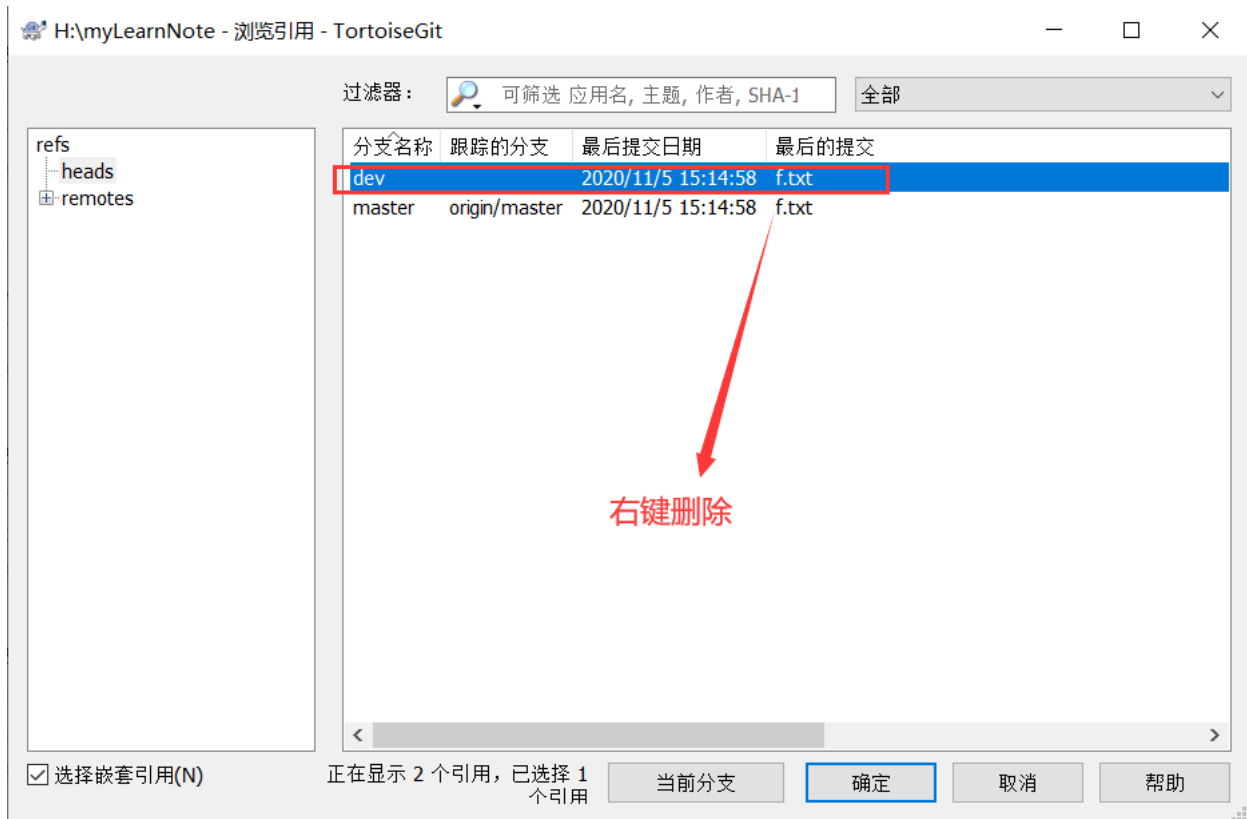 H:\myLearnNote - 浏览引用 - TortoiseGit
过滤器： 可筛选 应用名, 主题, 作者, SHA-1 全部
refs
heads
remotes
分支名称 跟踪的分支 最后提交日期 最后的提交
dev 2020/11/5 15:14:58 f.txt
master origin/master 2020/11/5 15:14:58 f.txt
右键删除
选择嵌套引用(N)
正在显示 2 个引用，已选择 1
个引用
当前分支 确定 取消 帮助